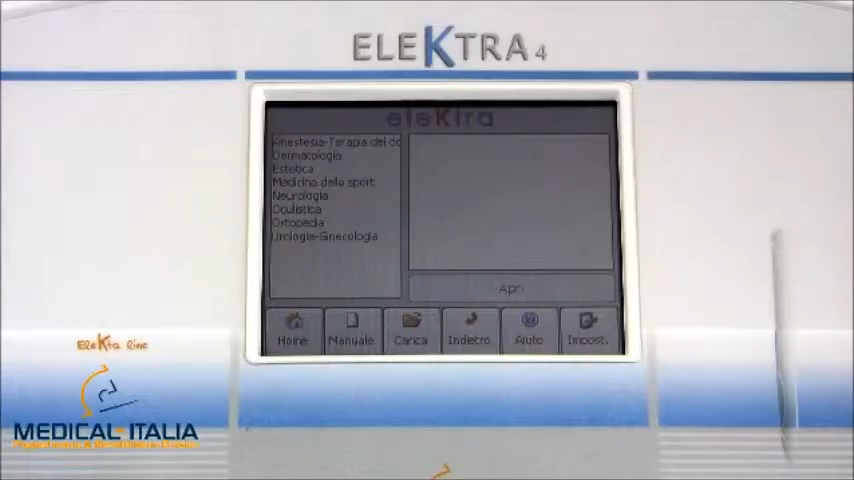 ELEKTRA 4
elektra
Anestesia-Terapia del do
Dermatologia
Estetica
Medicina dello sport
Neurologia
Oculistica
Ortopedia
Urologia-Ginecologia
Apri
Home Manuale Carica Indietro Aiuto Impost.
EleKtra line
MEDICAL ITALIA